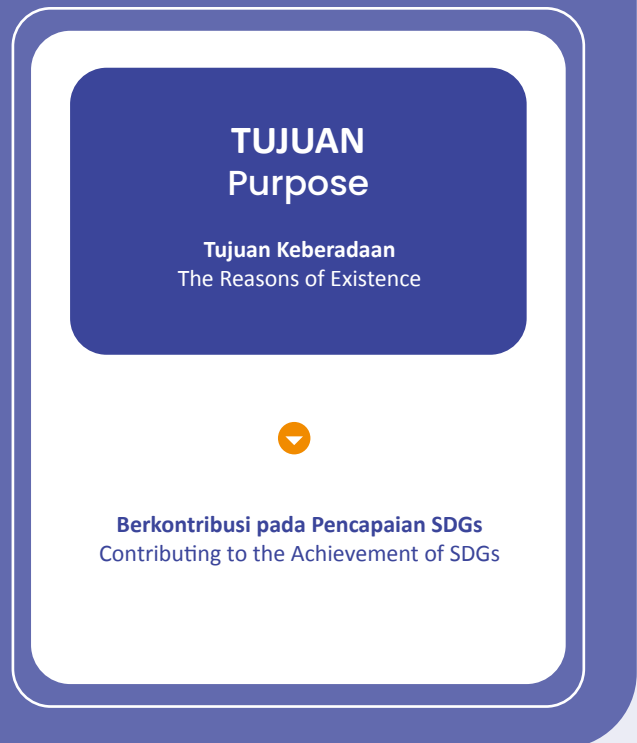 TUJUAN
Purpose
Tujuan Keberadaan
The Reasons of Existence
Berkontribusi pada Pencapaian SDGs
Contributing to the Achievement of SDGs